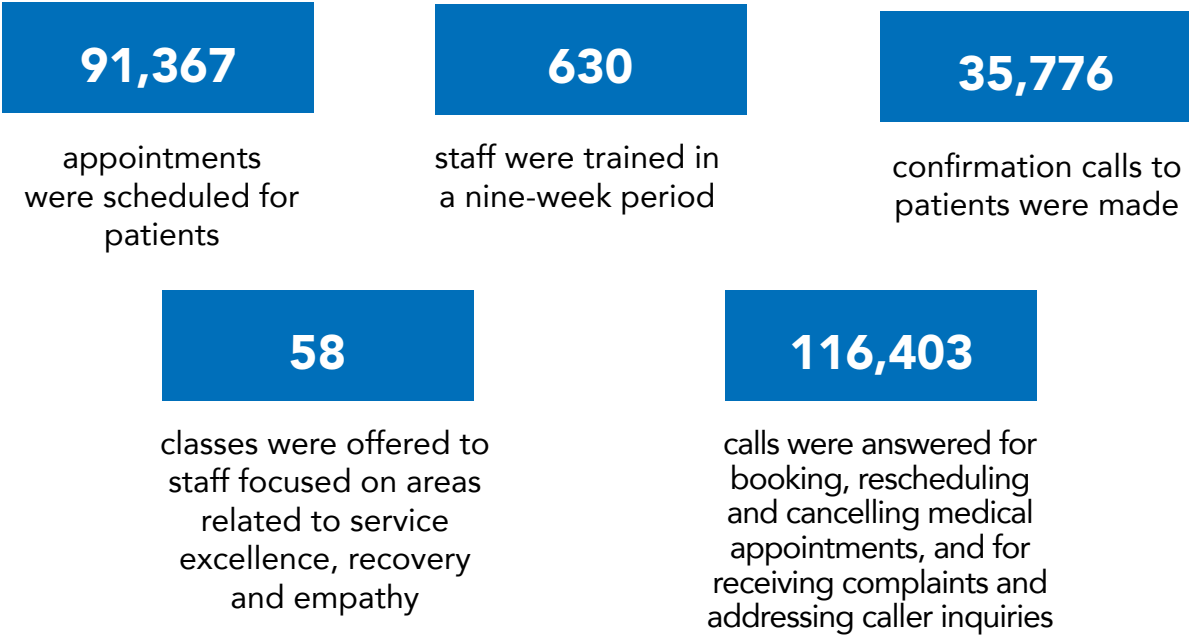 91,367
appointments
were scheduled for
patients
630
staff were trained in
a nine-week period
35,776
confirmation calls to
patients were made
58
classes were offered to
staff focused on areas
related to service
excellence, recovery
and empathy
116,403
calls were answered for
booking, rescheduling
and cancelling medical
appointments, and for
receiving complaints and
addressing caller inquiries